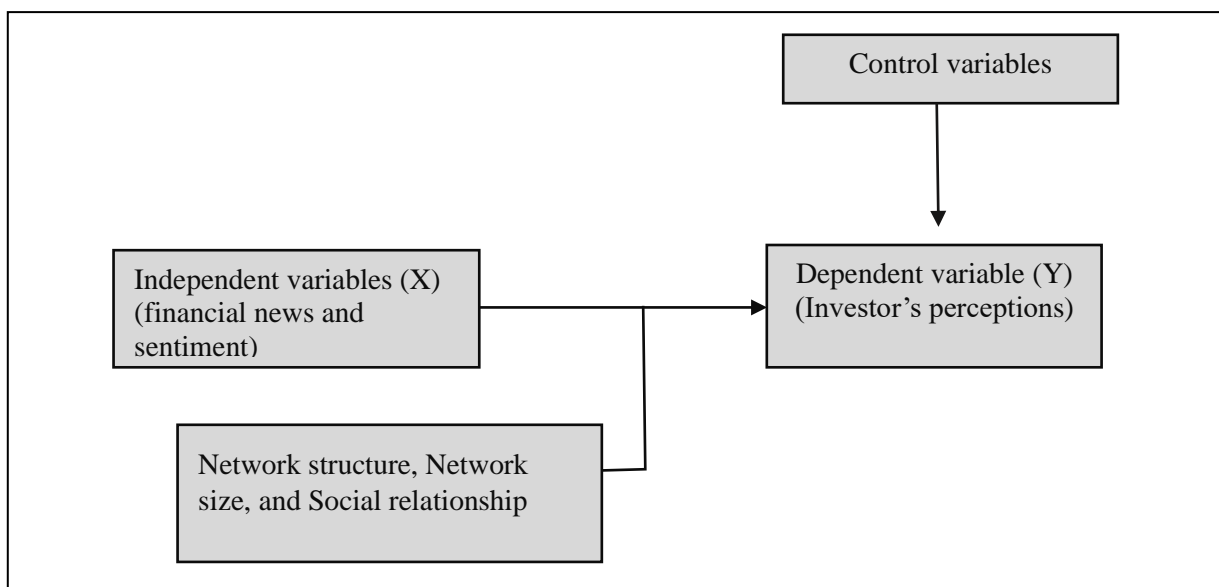 Control variables
Independent variables (X)
(financial news and
sentiment)
Dependent variable (Y)
(Investor’s perceptions)
Network structure, Network
size, and Social relationship